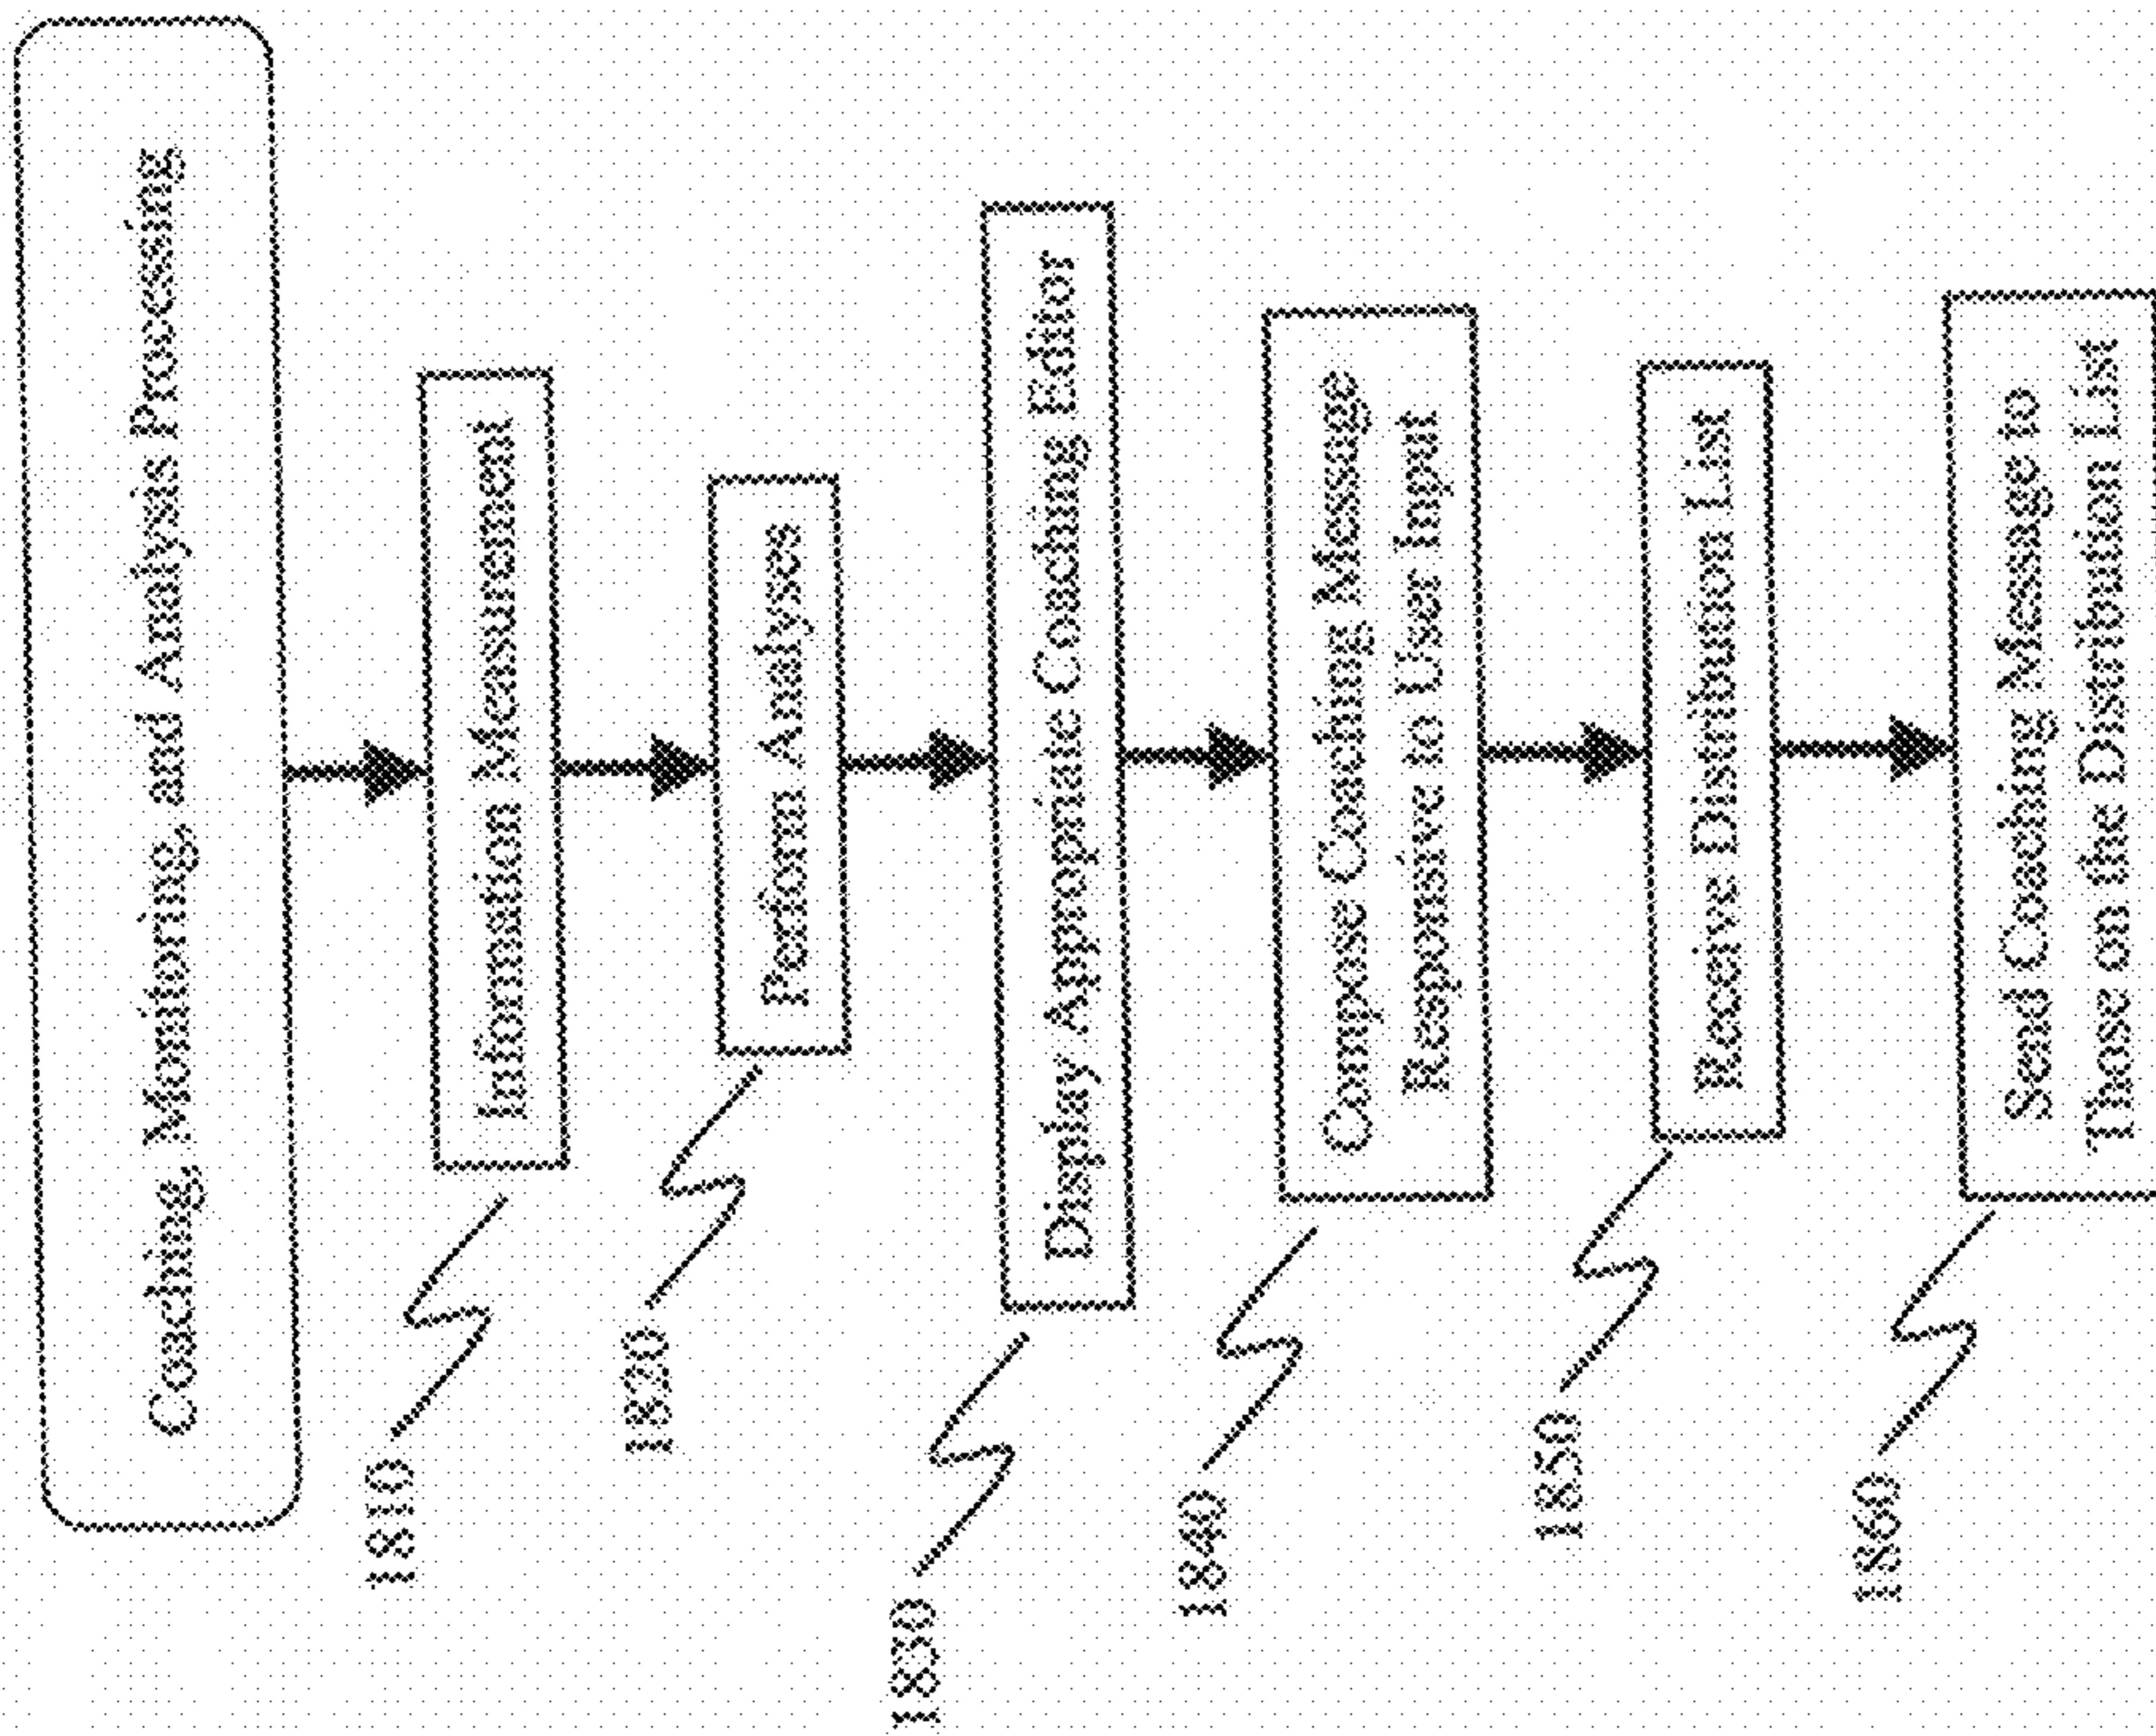 Coaching, Monitoring, and Analysis Processing
1810
Information Measurement
1820
Perform Analyses
1830
Display Appropriate Coaching Editor
1840
Compose Coaching Message
Responsive to User Input
1850
Receive Distribution List
1860
Send Coaching Message to
Those on the Distribution List